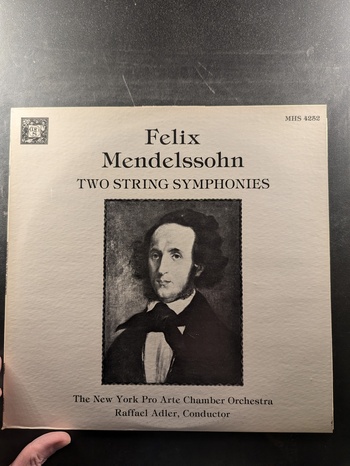 MHS 4252
Felix
Mendelssohn
TWO STRING SYMPHONIES
The New York Pro Arte Chamber Orchestra
Raffael Adler, Conductor